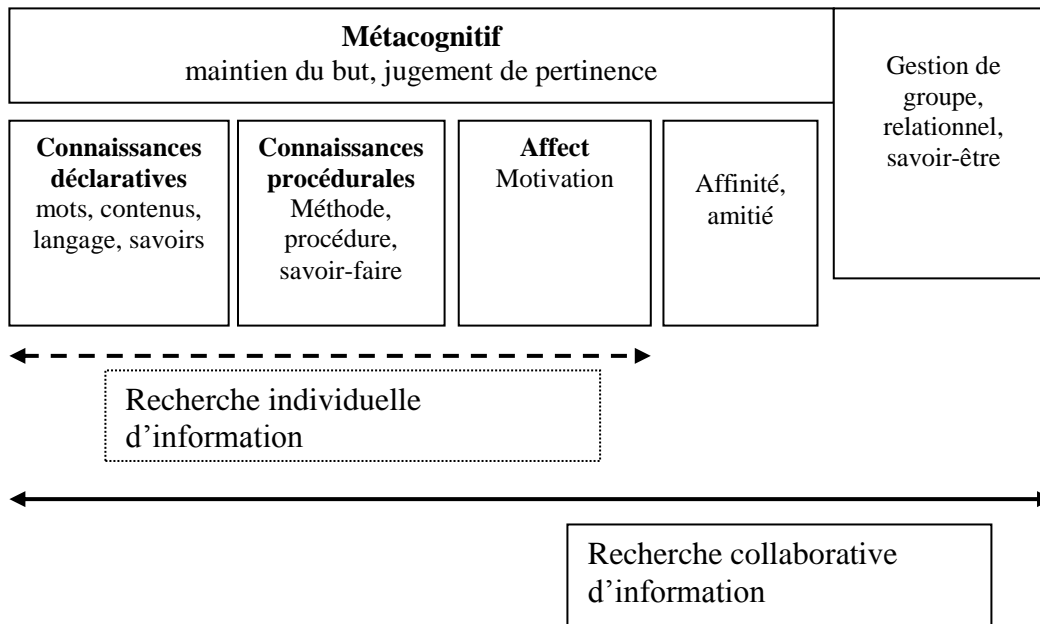 Métacognitif
maintien du but, jugement de pertinence
Gestion de
groupe,
relationnel,
savoir-être
Connaissances
déclaratives
mots, contenus,
langage, savoirs
Connaissances
procédurales
Méthode,
procédure,
savoir-faire
Affect
Motivation
Affinité,
amitié
Recherche individuelle
d’information
Recherche collaborative
d’information